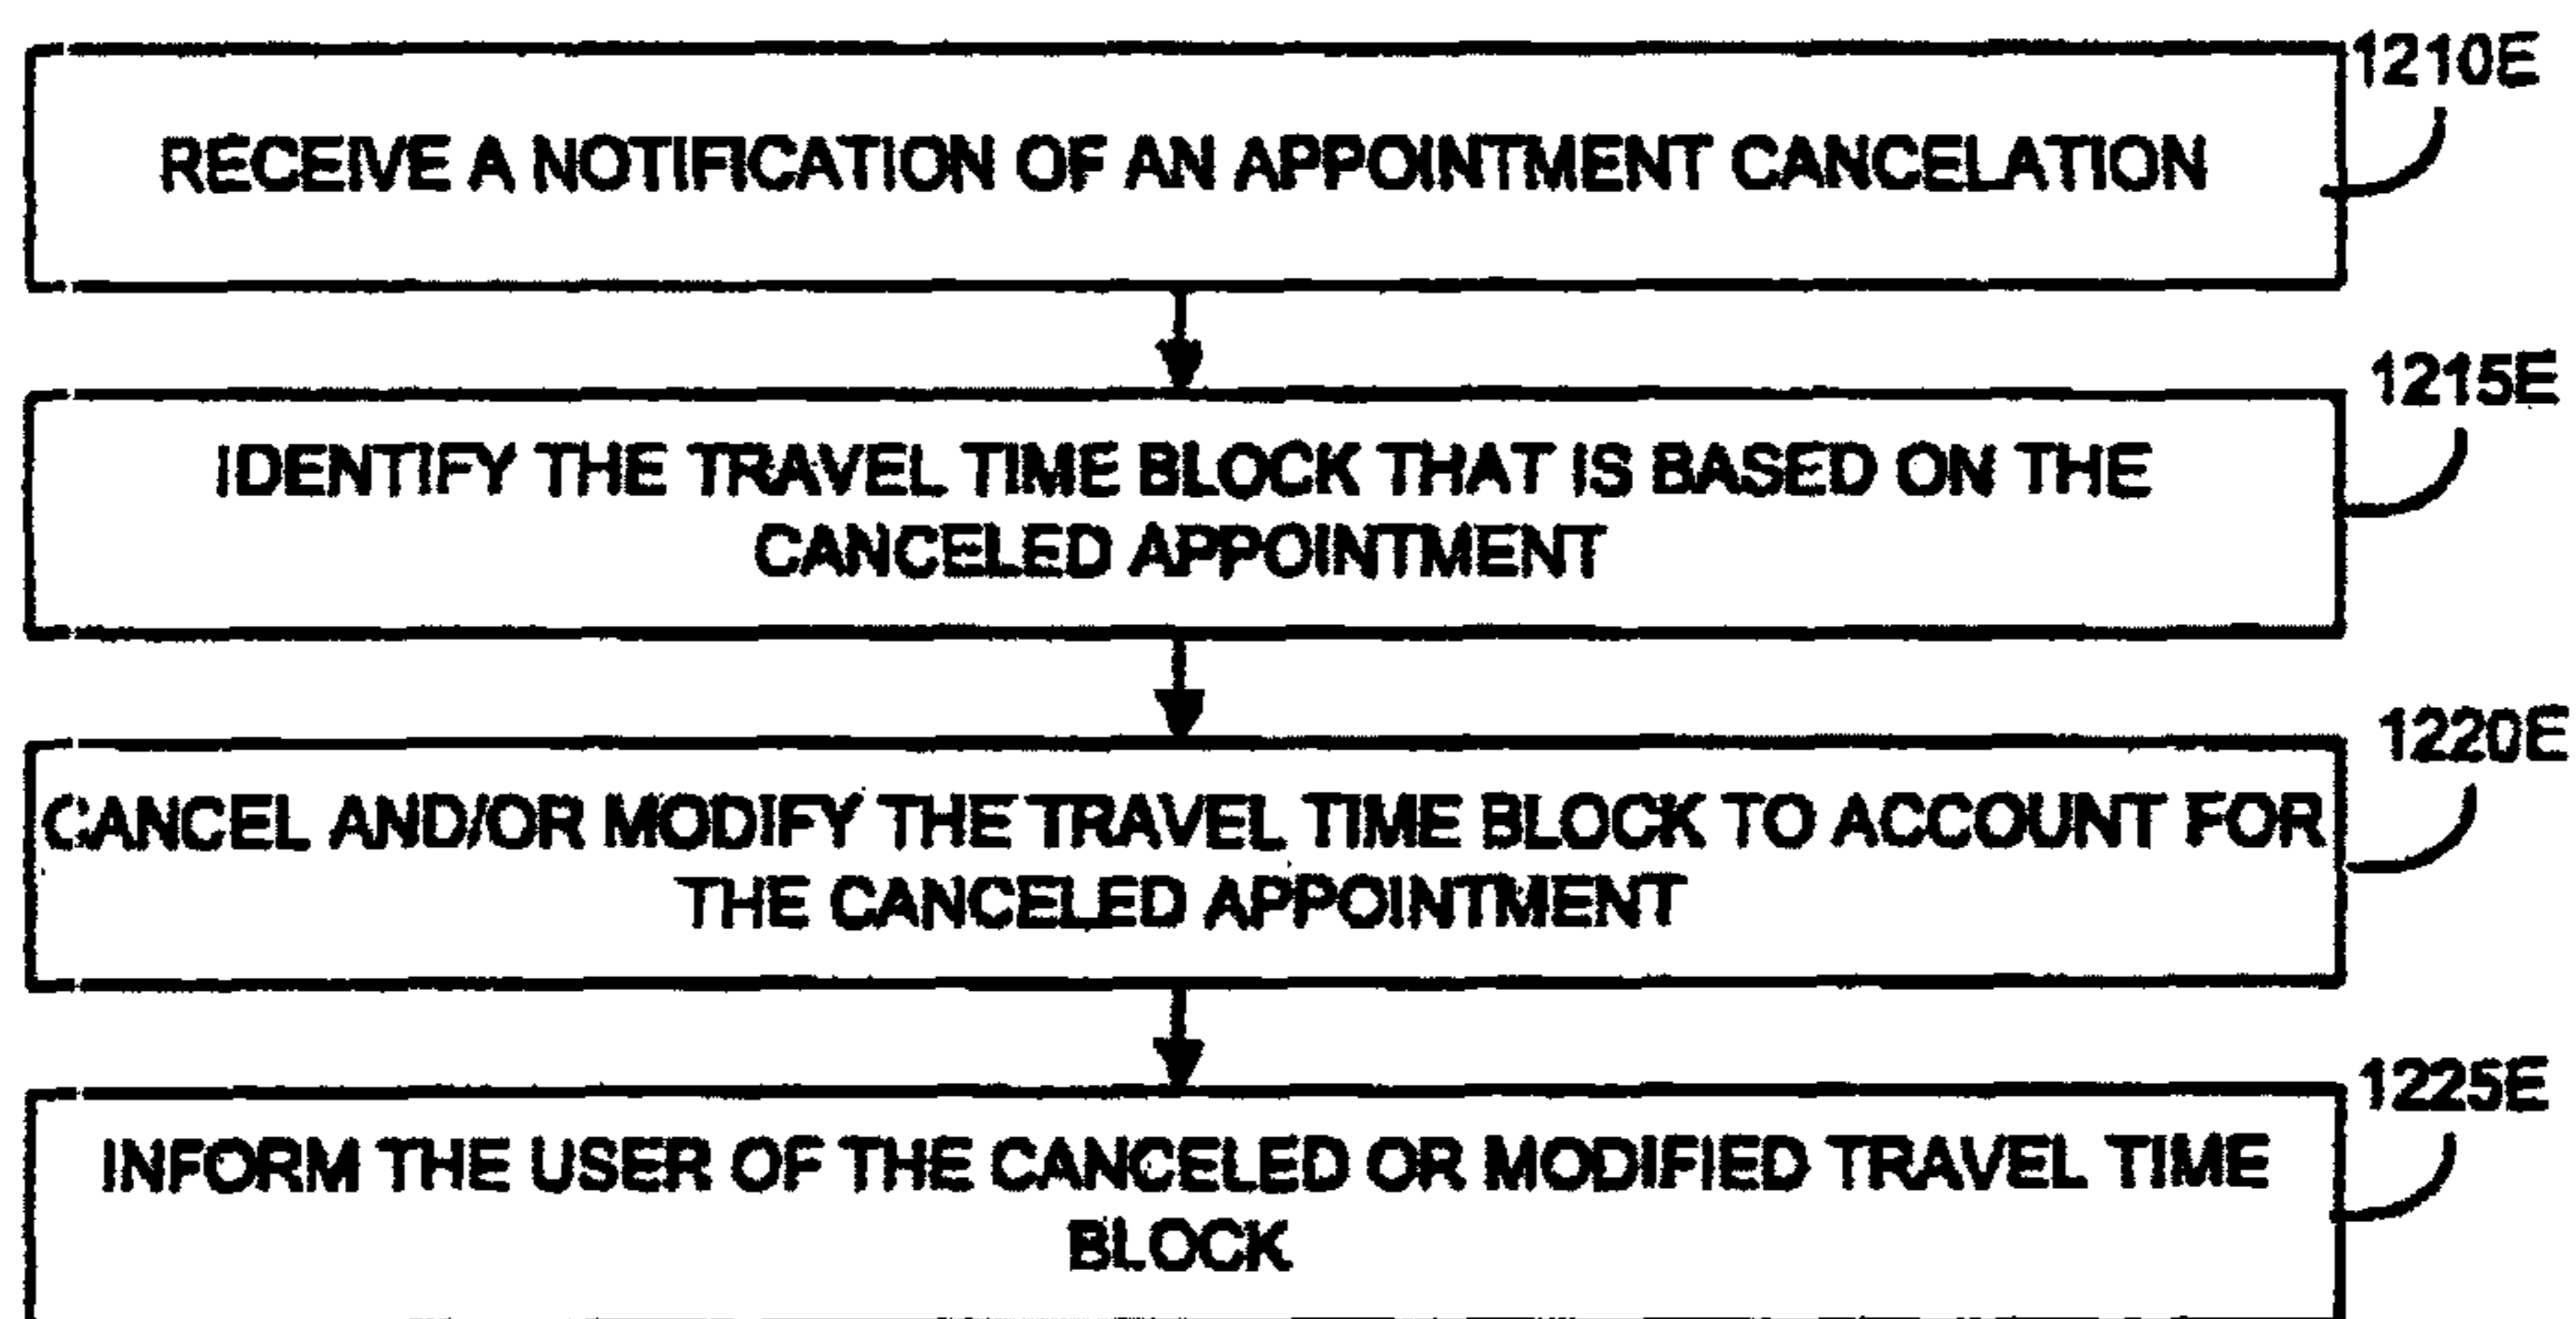 1210E
RECEIVE A NOTIFICATION OF AN APPOINTMENT CANCELATION
1215E
IDENTIFY THE TRAVEL TIME BLOCK THAT IS BASED ON THE
CANCELED APPOINTMENT
1220E
CANCEL AND/OR MODIFY THE TRAVEL TIME BLOCK TO ACCOUNT FOR
THE CANCELED APPOINTMENT
1225E
INFORM THE USER OF THE CANCELED OR MODIFIED TRAVEL TIME
BLOCK